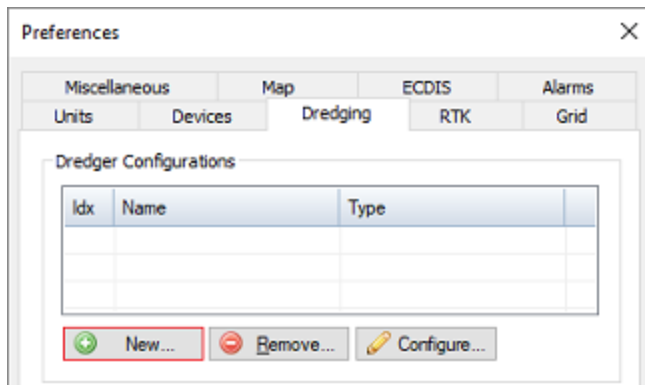 Preferences
Miscellaneous Map ECDIS Alarms
Units Devices Dredging RTK Grid
Dredger Configurations
Idx Name Type
New... Remove... Configure...